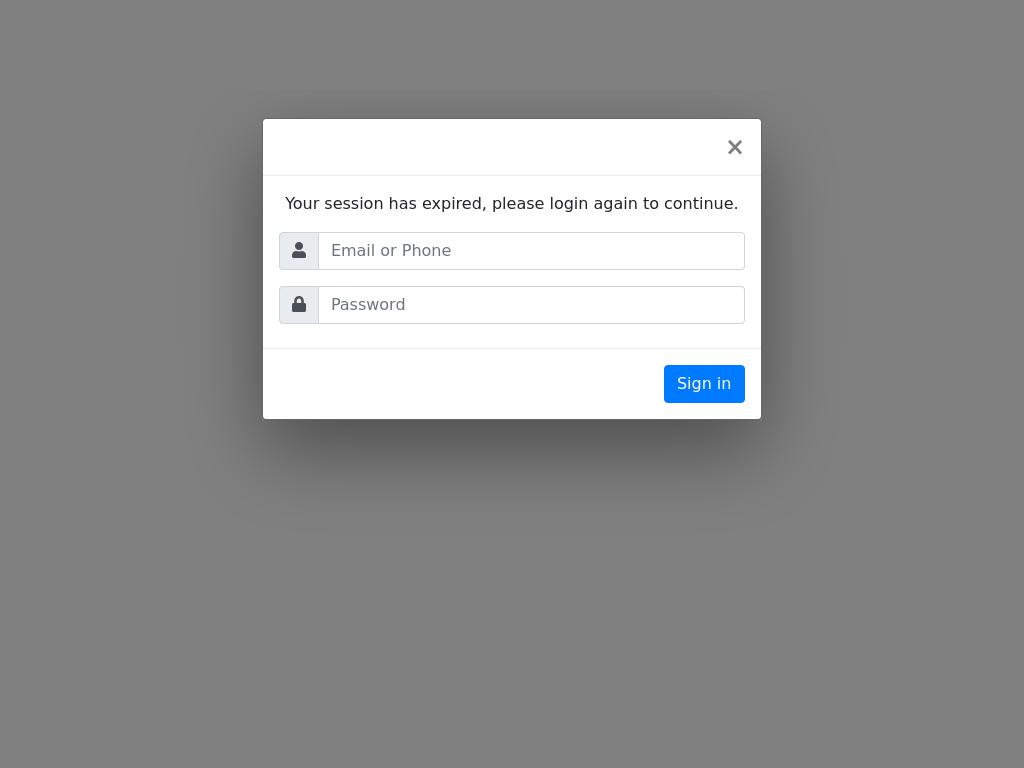 ×
Your session has expired, please login again to continue.
Email or Phone
Password
Sign in